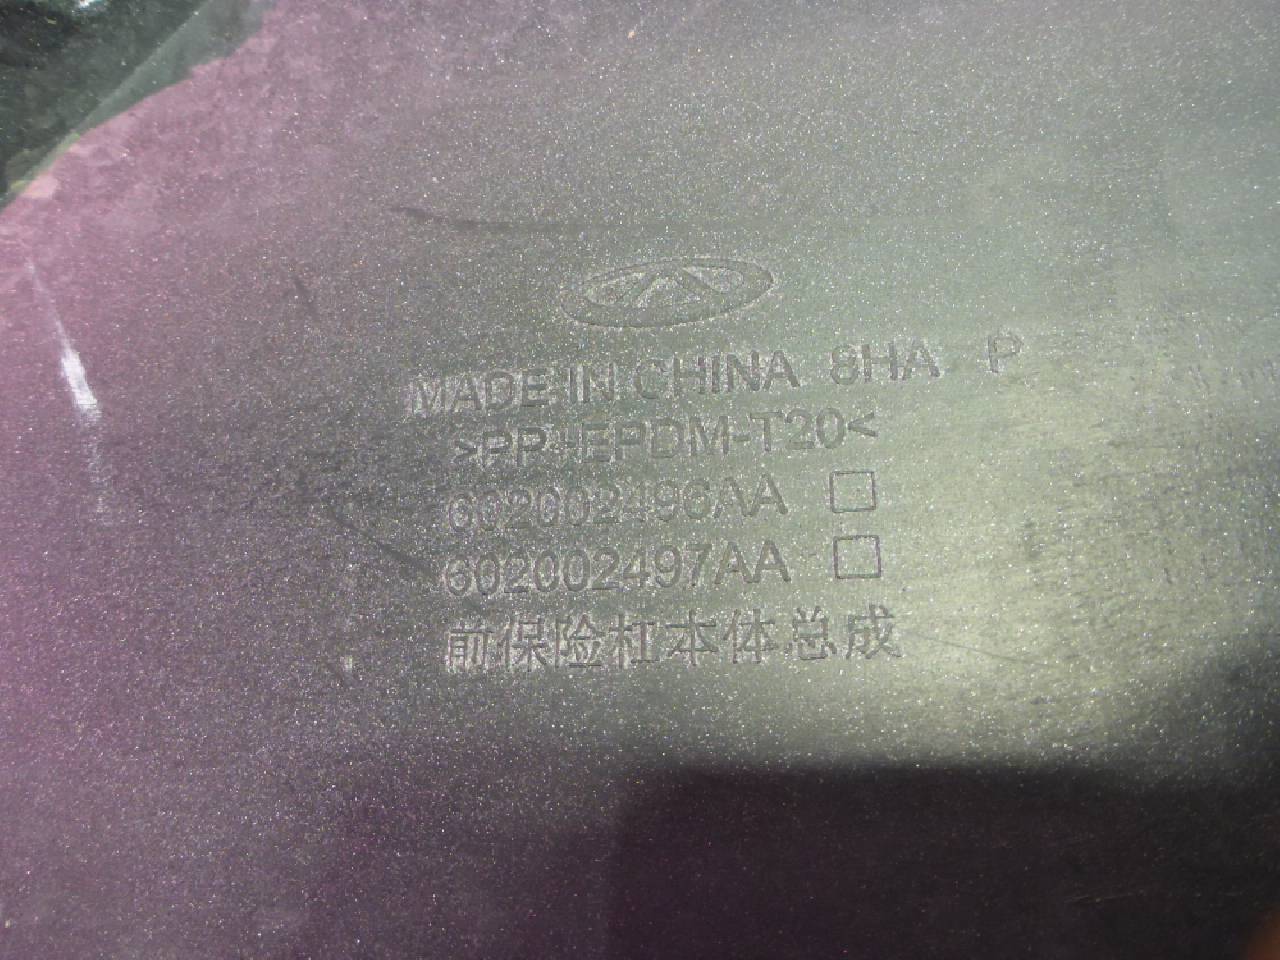 MADE IN CHINA 8HA P
>PP+EPDM-T20<
602002496AA □
602002497AA □
前保险杠本体总成